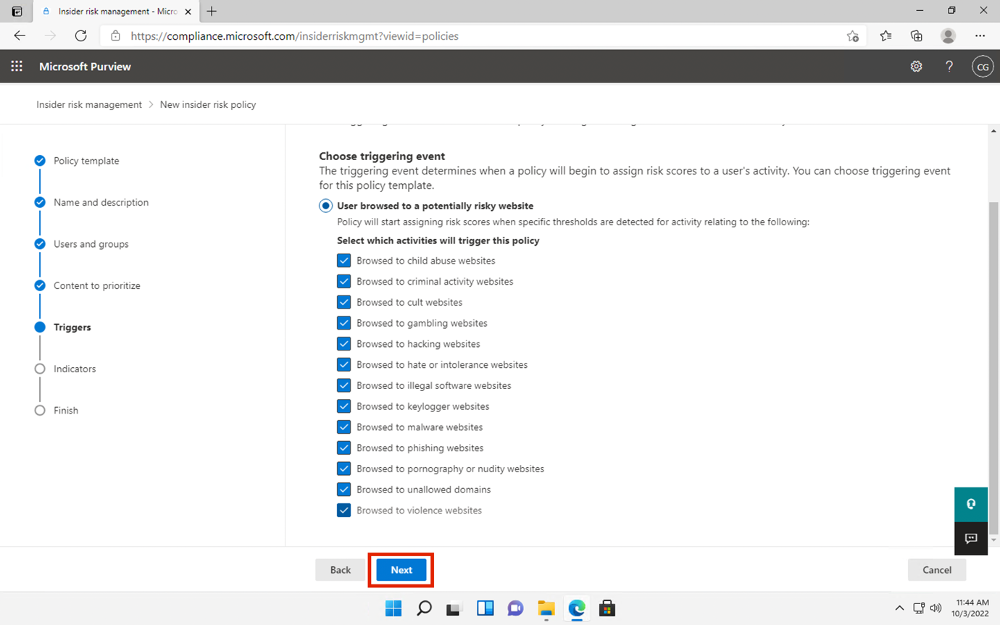 Insider risk management - Micro
https://compliance.microsoft.com/insiderriskmgmt?viewid=policies
Microsoft Purview
CG
Insider risk management > New insider risk policy
Policy template
Name and description
Users and groups
Content to prioritize
Triggers
Indicators
Finish
Choose triggering event
The triggering event determines when a policy will begin to assign risk scores to a user's activity. You can choose triggering event
for this policy template.
User browsed to a potentially risky website
Policy will start assigning risk scores when specific thresholds are detected for activity relating to the following:
Select which activities will trigger this policy
Browsed to child abuse websites
Browsed to criminal activity websites
Browsed to cult websites
Browsed to gambling websites
Browsed to hacking websites
Browsed to hate or intolerance websites
Browsed to illegal software websites
Browsed to keylogger websites
Browsed to malware websites
Browsed to phishing websites
Browsed to pornography or nudity websites
Browsed to unallowed domains
Browsed to violence websites
Back
Next
Cancel
11:44 AM
10/3/2022